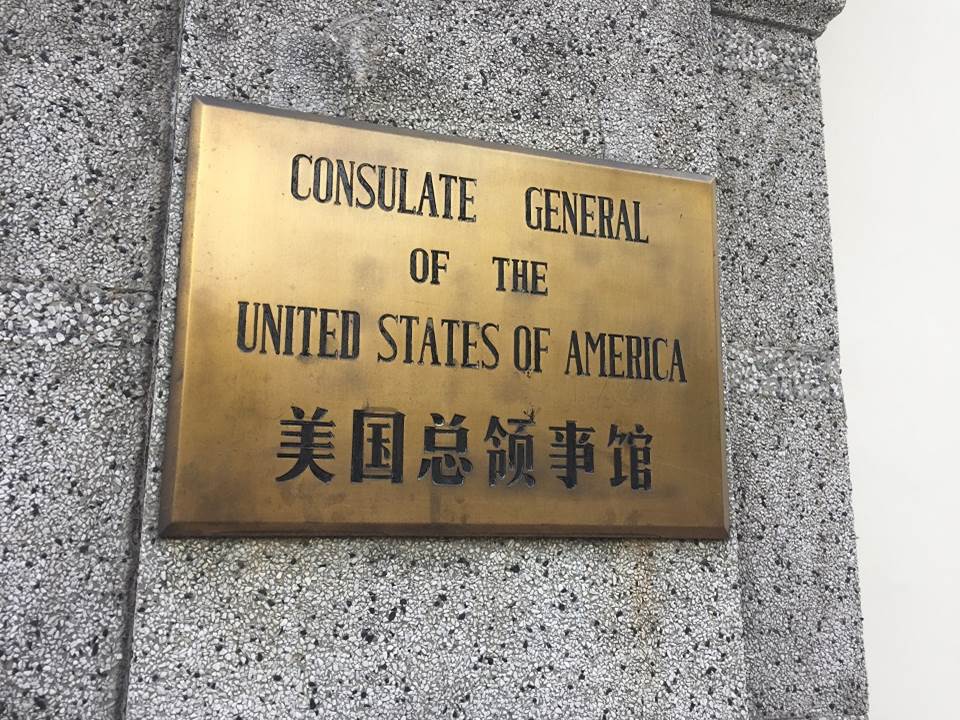 CONSULATE GENERAL
OF THE
UNITED STATES OF AMERICA
美国总领事馆